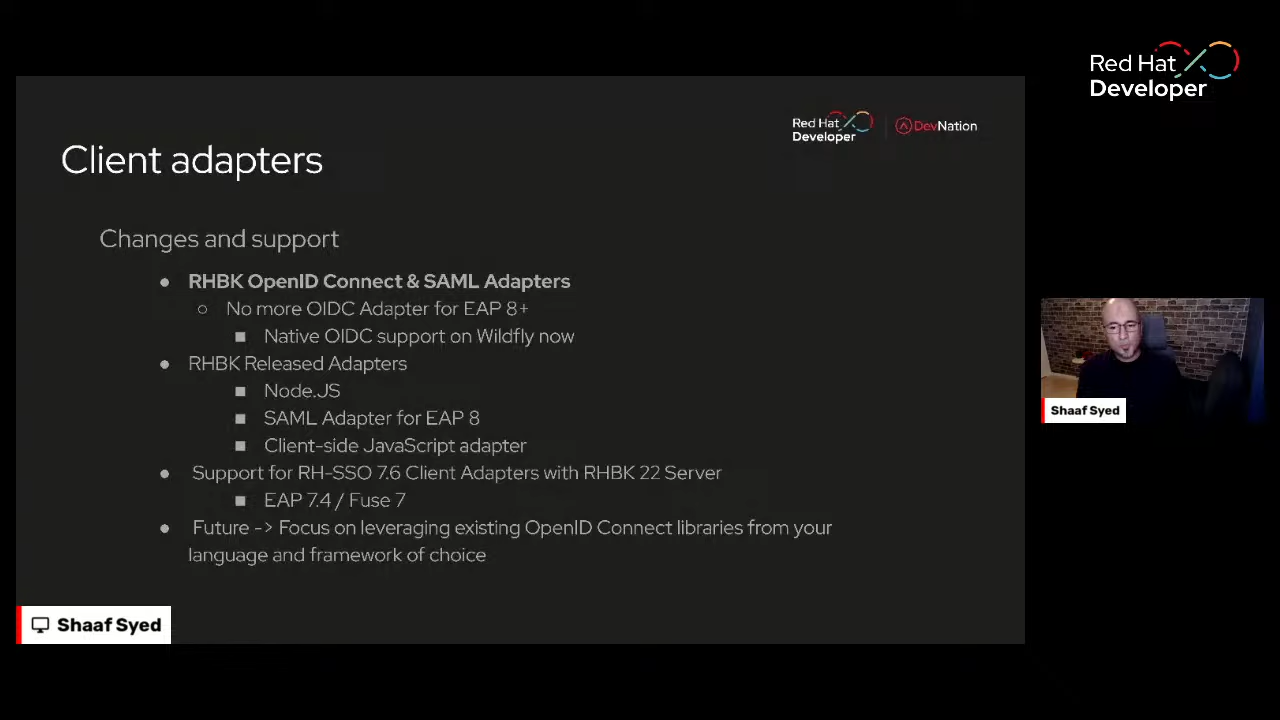 Red Hat
Developer
Red Hat
Developer
DevNation
Client adapters
Changes and support
RHBK OpenID Connect & SAML Adapters
No more OIDC Adapter for EAP 8+
Native OIDC support on Wildfly now
RHBK Released Adapters
Node.JS
SAML Adapter for EAP 8
Client-side JavaScript adapter
Support for RH-SSO 7.6 Client Adapters with RHBK 22 Server
EAP 7.4 / Fuse 7
Future -> Focus on leveraging existing OpenID Connect libraries from your
language and framework of choice
Shaaf Syed
Shaaf Syed